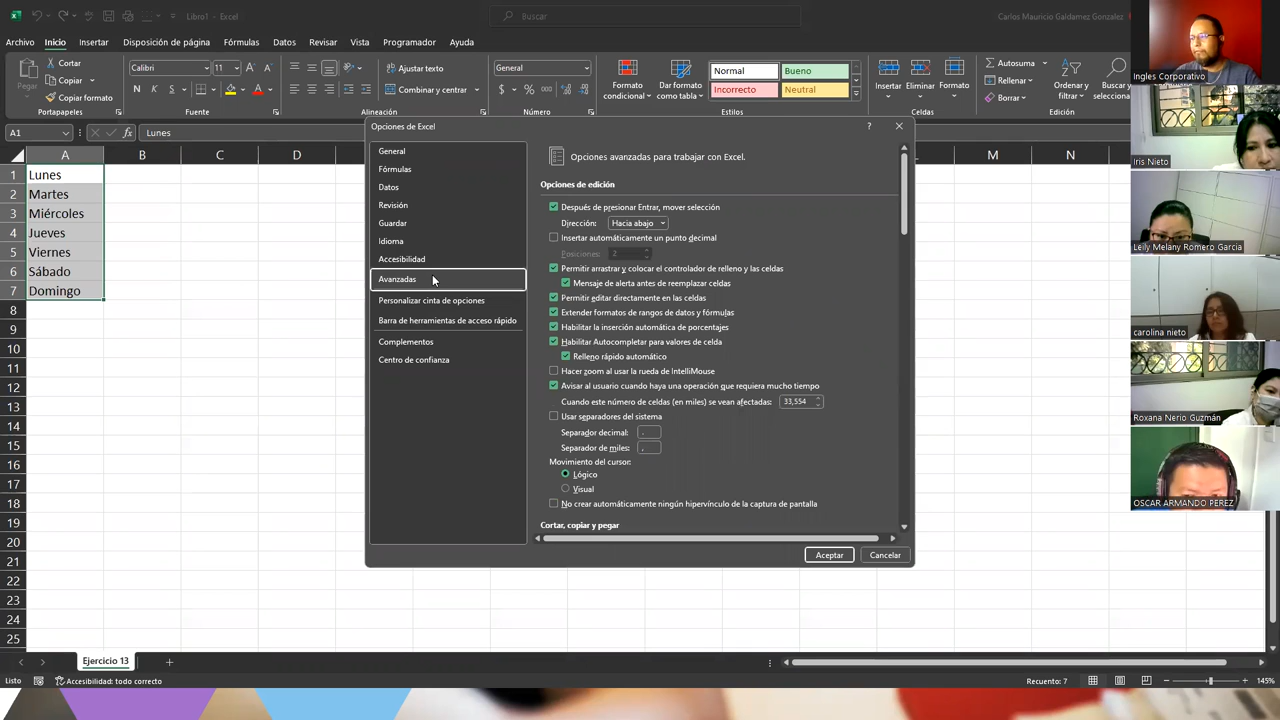 Libro1 - Excel
Buscar
Carlos Mauricio Galdamez Gonzalez
Archivo Inicio Insertar Disposición de página Fórmulas Datos Revisar Vista Programador Ayuda
Pegar
Cortar
Copiar
Copiar formato
Portapapeles
Calibri 11
N K S
Fuente
Ajustar texto
Combinar y centrar
Alineación
General
$ % 000
Número
Dar formato condicional
Formato condicional
Dar formato como tabla
Normal Bueno
Incorrecto Neutral
Estilos
Insertar Eliminar Formato
Celdas
Autosuma
Rellenar
Borrar
Ordenar y filtrar
Buscar y
A1
fx Lunes
A B C D L M N
1 Lunes
2 Martes
3 Miércoles
4 Jueves
5 Viernes
6 Sábado
7 Domingo
8
9
10
11
12
13
14
15
16
17
18
19
20
21
22
23
24
25
Opciones de Excel
General
Fórmulas
Datos
Revisión
Guardar
Idioma
Accesibilidad
Avanzadas
Personalizar cinta de opciones
Barra de herramientas de acceso rápido
Complementos
Centro de confianza
Opciones avanzadas para trabajar con Excel.
Opciones de edición
Después de presionar Entrar, mover selección
Dirección: Hacia abajo
Insertar automáticamente un punto decimal
Posiciones: 2
Permitir arrastrar y colocar el controlador de relleno y las celdas
Mensaje de alerta antes de reemplazar celdas
Permitir editar directamente en las celdas
Extender formatos de rangos de datos y fórmulas
Habilitar la inserción automática de porcentajes
Habilitar Autocompletar para valores de celda
Relleno rápido automático
Hacer zoom al usar la rueda de IntelliMouse
Avisar al usuario cuando haya una operación que requiera mucho tiempo
Cuando este número de celdas (en miles) se vean afectadas: 33,554
Usar separadores del sistema
Separador decimal: .
Separador de miles: ,
Movimiento del cursor:
Lógico
Visual
No crear automáticamente ningún hipervínculo de la captura de pantalla
Cortar, copiar y pegar
Aceptar Cancelar
Ingles Corporativo
Iris Nieto
Leily Melany Romero Garcia
carolina nieto
Roxana Nerio Guzmán
OSCAR ARMANDO PEREZ
Ejercicio 13
Listo
Accesibilidad: todo correcto
Recuento: 7
145%